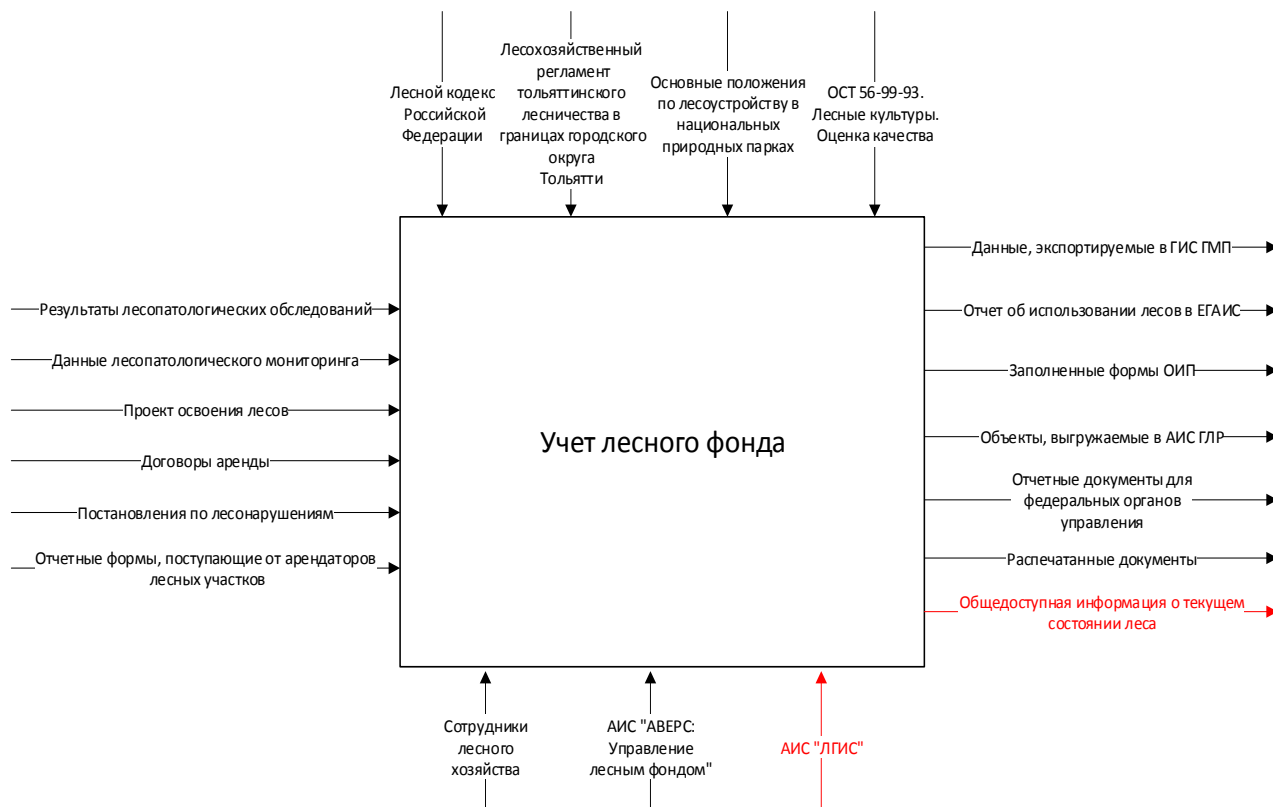 Лесной кодекс
Российской
Федерации
Лесохозяйственный
регламент
тольяттинского
лесничества в
границах городского
округа
Тольятти
Основные положения
по лесоустройству в
национальных
природных парках
ОСТ 56-99-93.
Лесные культуры.
Оценка качества
Результаты лесопатологических обследований
Данные лесопатологического мониторинга
Проект освоения лесов
Договоры аренды
Постановления по лесонарушениям
Отчетные формы, поступающие от арендаторов
лесных участков
Учет лесного фонда
Данные, экспортируемые в ГИС ГМП
Отчет об использовании лесов в ЕГАИС
Заполненные формы ОИП
Объекты, выгружаемые в АИС ГЛР
Отчетные документы для
федеральных органов
управления
Распечатанные документы
Общедоступная информация о текущем
состоянии леса
Сотрудники
лесного
хозяйства
АИС "АВЕРС:
Управление
лесным фондом"
АИС "ЛГИС"